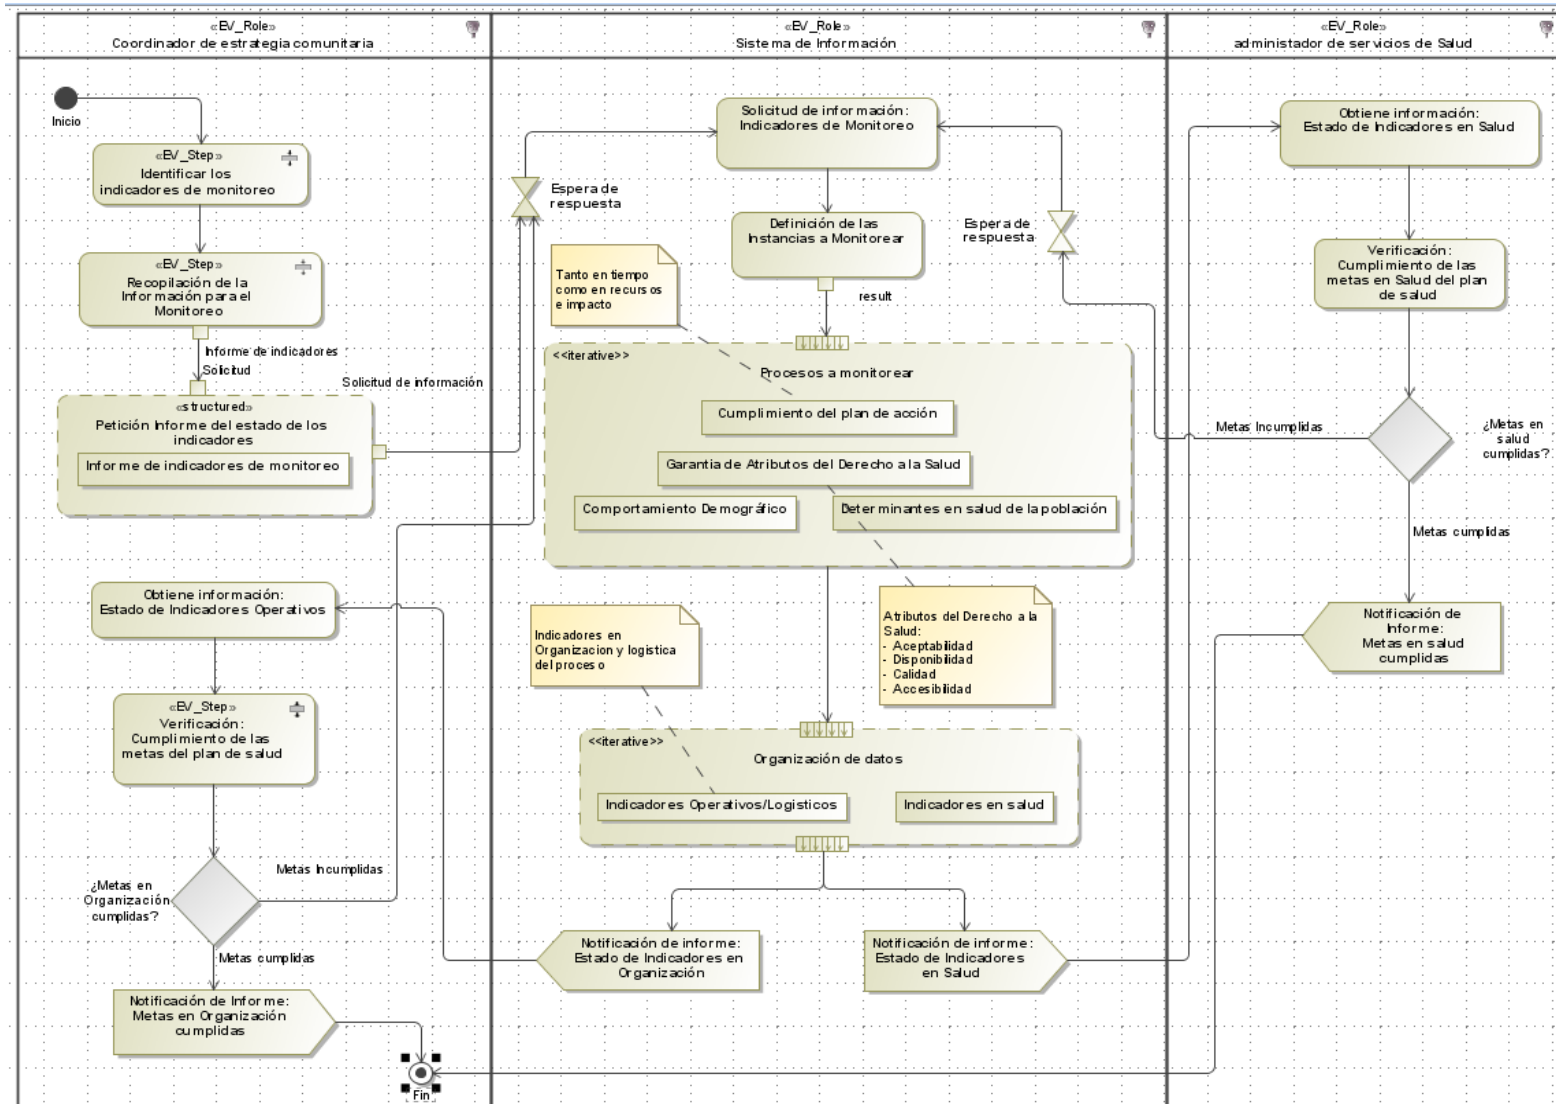 «EV_Role»
Coordinador de estrategia comunitaria
«EV_Role»
Sistema de Información
«EV_Role»
administador de servicios de Salud
Inicio
«EV_Step»
Identificar los
indicadores de monitoreo
«EV_Step»
Recopilación de la
Información para el
Monitoreo
Informe de indicadores
Solicitud
Solicitud de información
«structured»
Petición Informe del estado de los
indicadores
Informe de indicadores de monitoreo
Obtiene información:
Estado de Indicadores Operativos
«EV_Step»
Verificación:
Cumplimiento de las
metas del plan de salud
Metas Incumplidas
¿Metas en
Organización
cumplidas?
Metas cumplidas
Notificación de Informe:
Metas en Organización
cumplidas
Fin
Solicitud de información:
Indicadores de Monitoreo
Espera de
respuesta
Definición de las
Instancias a Monitorear
Espera de
respuesta
Tanto en tiempo
como en recursos
e impacto
result
<<iterative>>
Procesos a monitorear
Cumplimiento del plan de acción
Garantia de Atributos del Derecho a la Salud
Comportamiento Demográfico
Determinantes en salud de la población
Indicadores en
Organizacion y logistica
del proceso
Atributos del Derecho a la
Salud:
- Aceptabilidad
- Disponibilidad
- Calidad
- Accesibilidad
<<iterative>>
Organización de datos
Indicadores Operativos/Logisticos
Indicadores en salud
Notificación de informe:
Estado de Indicadores en
Organización
Notificación de informe:
Estado de Indicadores
en Salud
Obtiene información:
Estado de Indicadores en Salud
Verificación:
Cumplimiento de las
metas en Salud del plan
de salud
Metas Incumplidas
¿Metas en
salud
cumplidas?
Metas cumplidas
Notificación de
Informe:
Metas en salud
cumplidas